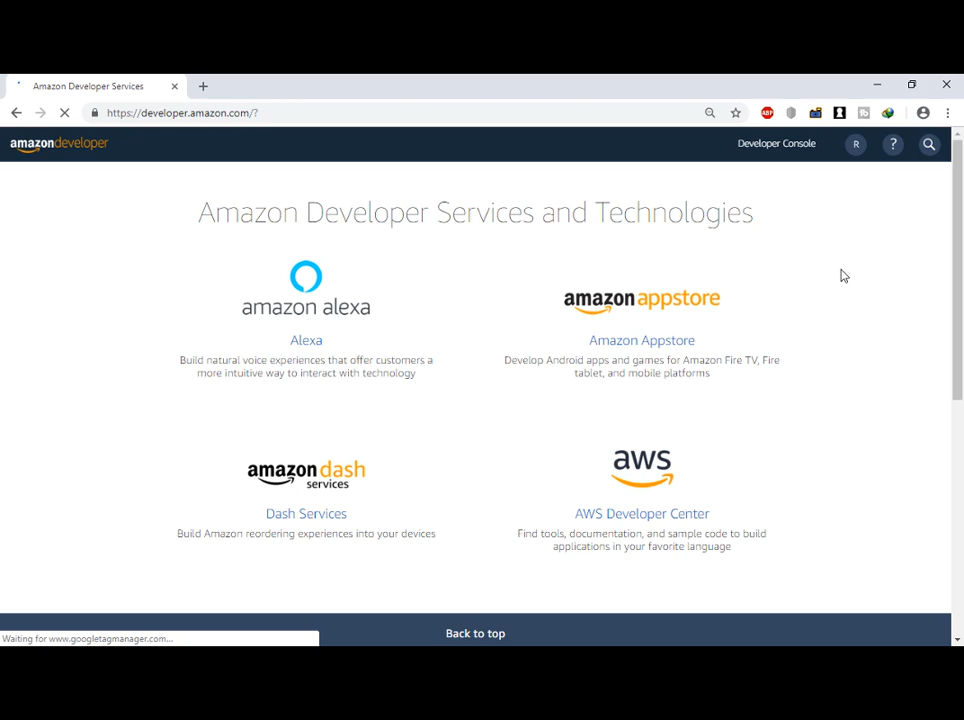 Amazon Developer Services
https://developer.amazon.com/?
ABP
amazondeveloper
Developer Console
R
?
Amazon Developer Services and Technologies
amazon alexa
Alexa
Build natural voice experiences that offer customers a
more intuitive way to interact with technology
amazon appstore
Amazon Appstore
Develop Android apps and games for Amazon Fire TV, Fire
tablet, and mobile platforms
amazon dash
services
Dash Services
Build Amazon reordering experiences into your devices
aws
AWS Developer Center
Find tools, documentation, and sample code to build
applications in your favorite language
Back to top
Waiting for www.googletagmanager.com...